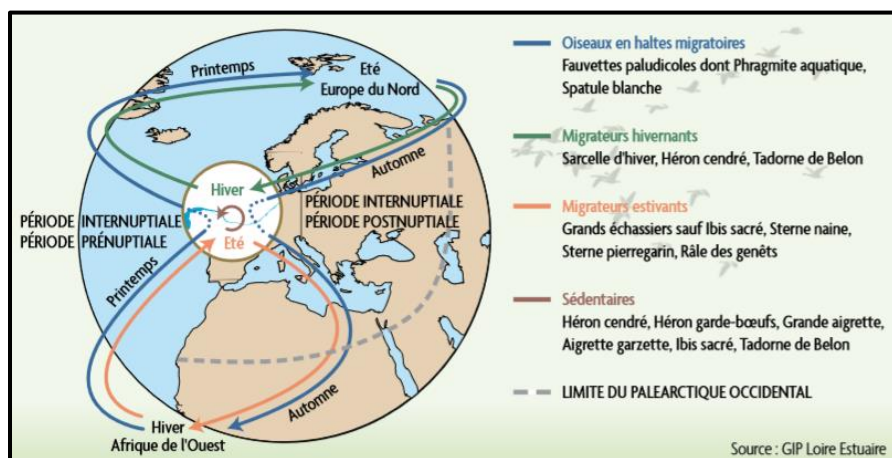 Printemps
Eté
Europe du Nord
Automne
Hiver
PÉRIODE INTERNUPTIALE
PÉRIODE PRÉNUPTIALE
PÉRIODE INTERNUPTIALE
PÉRIODE POSTNUPTIALE
Eté
Printemps
Automne
Hiver
Afrique de l'Ouest
Oiseaux en haltes migratoires
Fauvettes paludicoles dont Phragmite aquatique,
Spatule blanche
Migrateurs hivernants
Sarcelle d'hiver, Héron cendré, Tadorne de Belon
Migrateurs estivants
Grands échassiers sauf Ibis sacré, Sterne naine,
Sterne pierregarin, Râle des genêts
Sédentaires
Héron cendré, Héron garde-bœufs, Grande aigrette,
Aigrette garzette, Ibis sacré, Tadorne de Belon
LIMITE DU PALEARCTIQUE OCCIDENTAL
Source : GIP Loire Estuaire